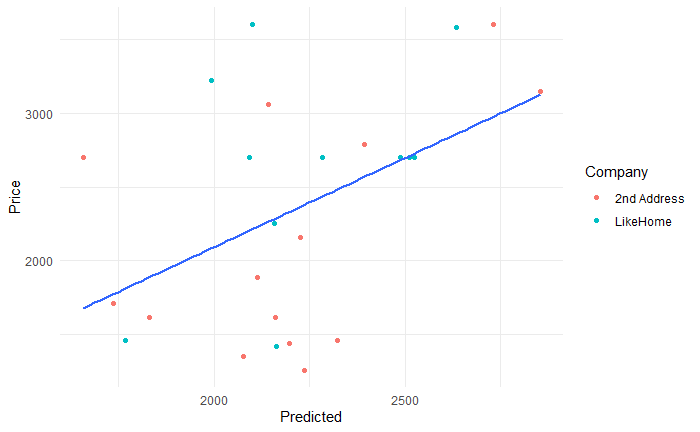 3000
2000
Price
2000
2500
Predicted
Company
2nd Address
LikeHome